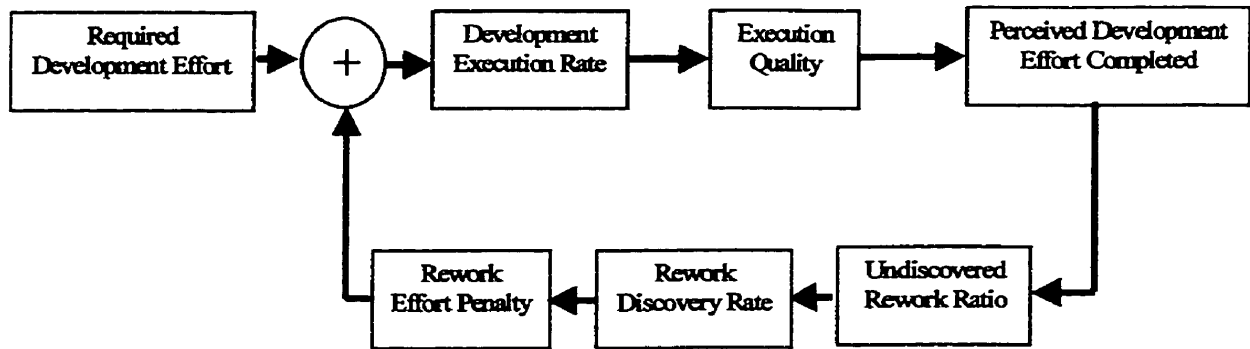 Required
Development Effort
+
Development
Execution Rate
Execution
Quality
Perceived Development
Effort Completed
Rework
Effort Penalty
Rework
Discovery Rate
Undiscovered
Rework Ratio